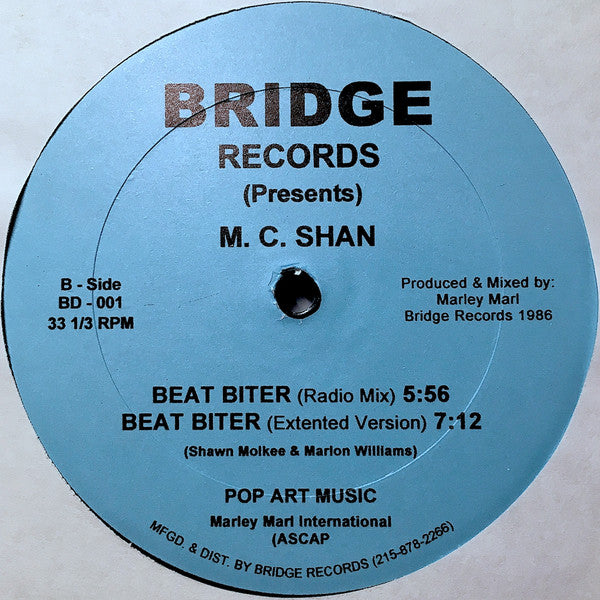 BRIDGE
RECORDS
(Presents)
M. C. SHAN
B - Side
BD - 001
33 1/3 RPM
Produced & Mixed by:
Marley Marl
Bridge Records 1986
BEAT BITER (Radio Mix) 5:56
BEAT BITER (Extented Version) 7:12
(Shawn Molkee & Marlon Williams)
POP ART MUSIC
Marley Marl International
(ASCAP
MFGD. & DIST. BY BRIDGE RECORDS (215-878-2266)